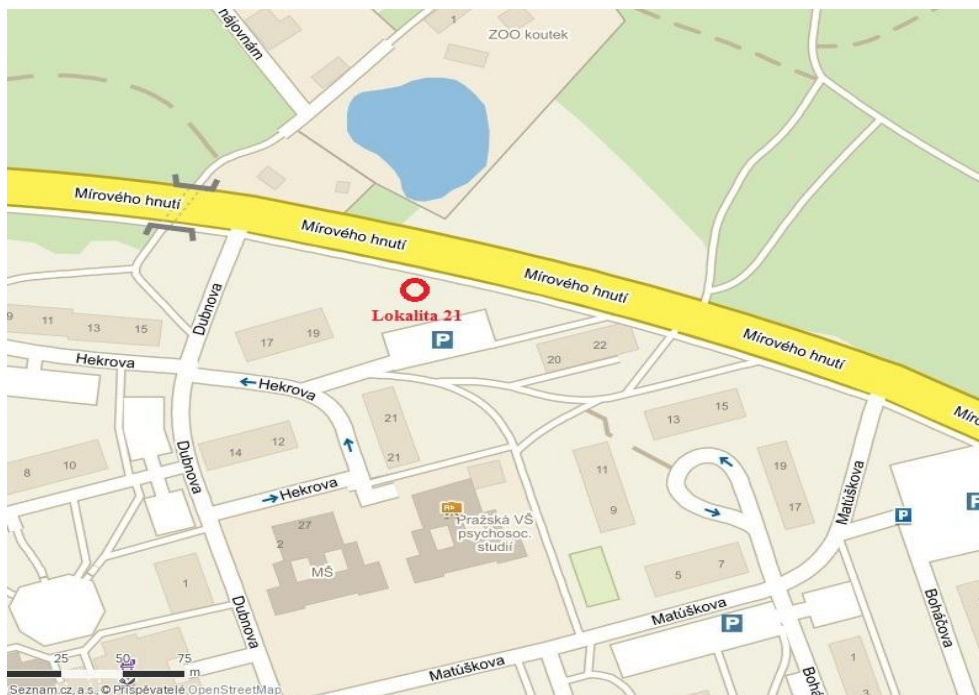 hájovnám
1
ZOO koutek
Mírového hnutí
Mírového hnutí
Mírového hnutí
Mírového hnutí
Lokalita 21
Dubnova
9
11
13
15
17
19
P
20
22
Hekrova
Hekrova
21
21
13
15
14
12
8
10
Dubnova
11
9
19
17
Matúškova
P
P
Hekrova
27
2
MŠ
Pražská VŠ
psychosoc.
studií
5
7
1
Dubnova
Matúškova
P
Boháčova
Matúškova
1
3
25
50
75
m
Seznam.cz, a.s., © Přispěvatelé OpenStreetMap